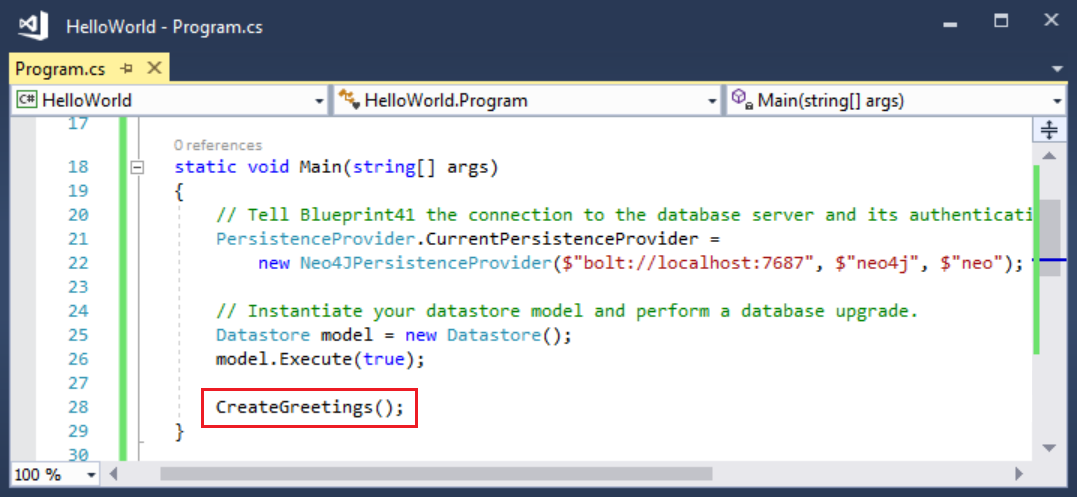 HelloWorld - Program.cs
Program.cs
C# HelloWorld HelloWorld.Program Main(string[] args)
17
0 references
18 static void Main(string[] args)
19 {
20 // Tell Blueprint41 the connection to the database server and its authenticati
21 PersistenceProvider.CurrentPersistenceProvider =
22 new Neo4JPersistenceProvider($"bolt://localhost:7687", $"neo4j", $"neo");
23
24 // Instantiate your datastore model and perform a database upgrade.
25 Datastore model = new Datastore();
26 model.Execute(true);
27
28 CreateGreetings();
29 }
30
100 %